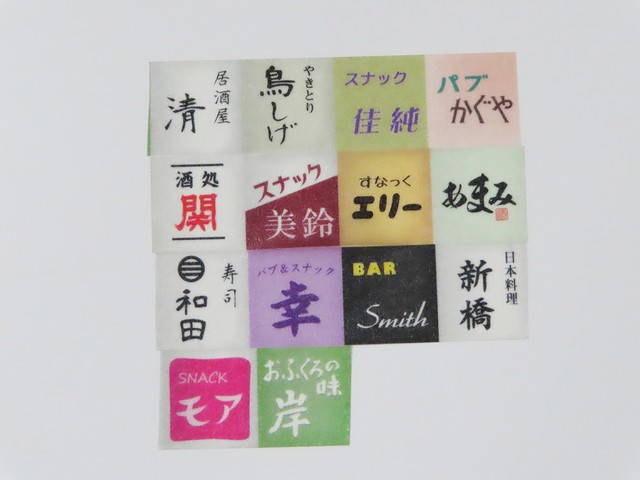 居酒屋
清
やきとり
鳥しげ
スナック
佳純
パブ
かぐや
酒処
関
スナック
美鈴
すなっく
エリー
あまみ
寿司
和田
パブ&スナック
幸
BAR
Smith
日本料理
新橋
SNACK
モア
おふくろの
味
岸